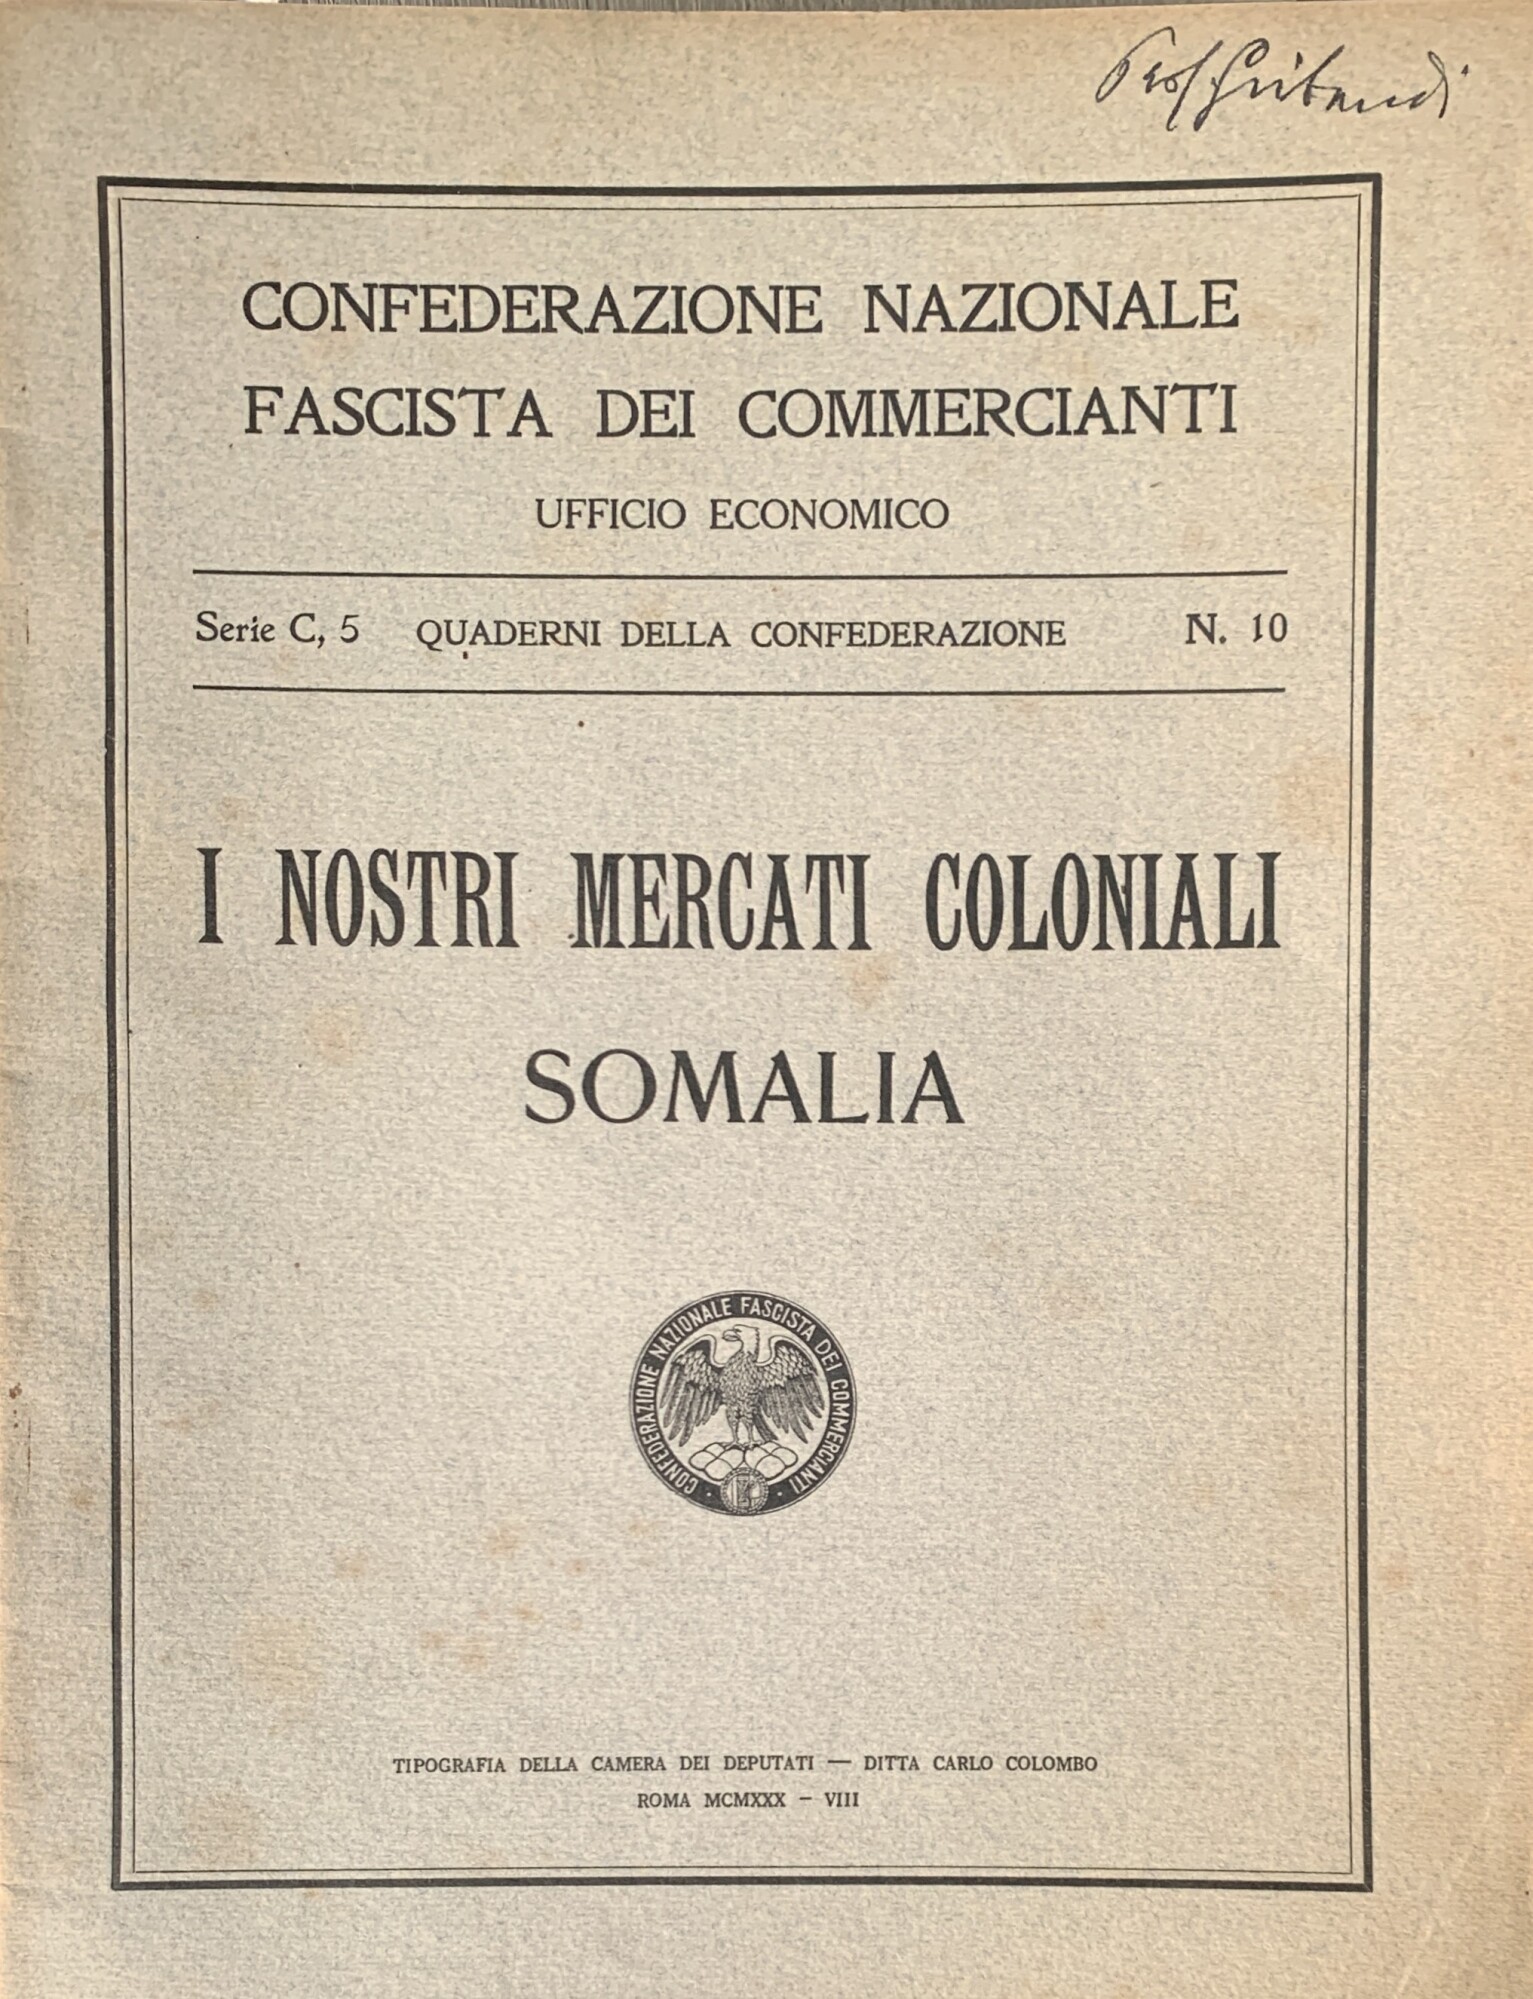 Prof
CONFEDERAZIONE NAZIONALE
FASCISTA DEI COMMERCIANTI
UFFICIO ECONOMICO
Serie C, 5 QUADERNI DELLA CONFEDERAZIONE N. 10
I NOSTRI MERCATI COLONIALI
SOMALIA
CONFEDERAZIONE NAZIONALE FASCISTA DEI COMMERCIANTI
TIPOGRAFIA DELLA CAMERA DEI DEPUTATI — DITTA CARLO COLOMBO
ROMA MCMXXX – VIII